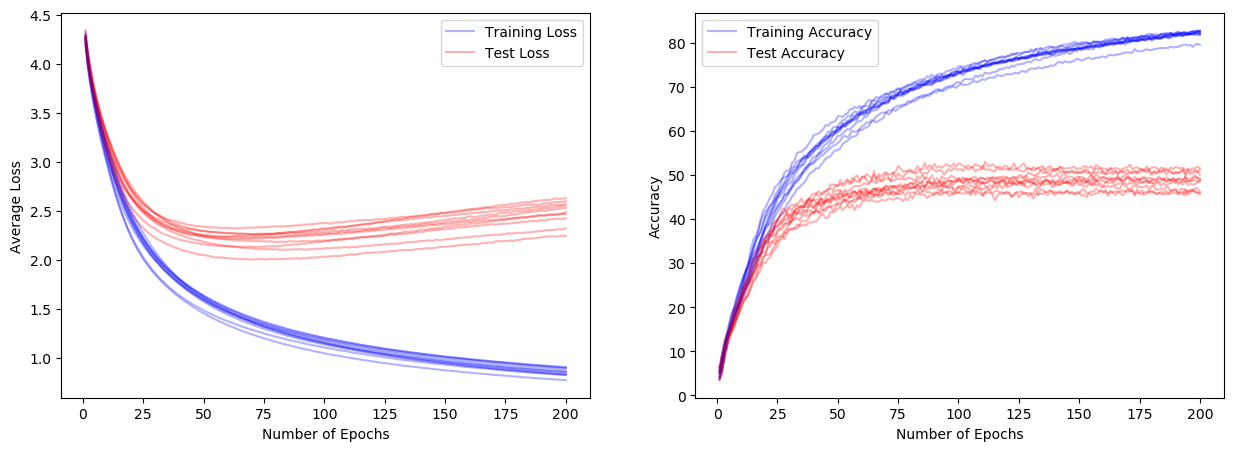 4.5
4.0
3.5
3.0
2.5
2.0
1.5
1.0
Average Loss
Training Loss
Test Loss
0 25 50 75 100 125 150 175 200
Number of Epochs
80
70
60
50
40
30
20
10
0
Accuracy
Training Accuracy
Test Accuracy
0 25 50 75 100 125 150 175 200
Number of Epochs